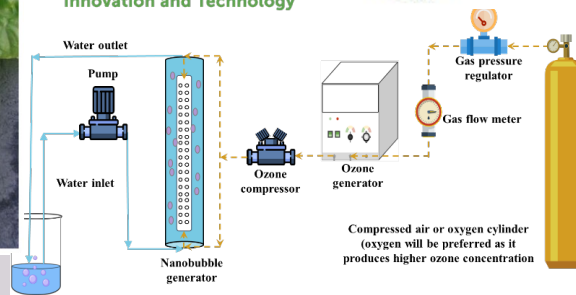 Innovation and Technology
Water outlet
Pump
Water inlet
Nanobubble
generator
Ozone
compressor
Ozone
generator
Gas pressure
regulator
Gas flow meter
Compressed air or oxygen cylinder
(oxygen will be preferred as it
produces higher ozone concentration